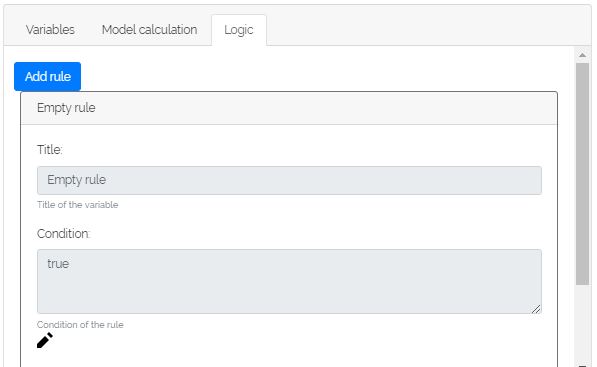 Variables Model calculation Logic
Add rule
Empty rule
Title:
Empty rule
Title of the variable
Condition:
true
Condition of the rule